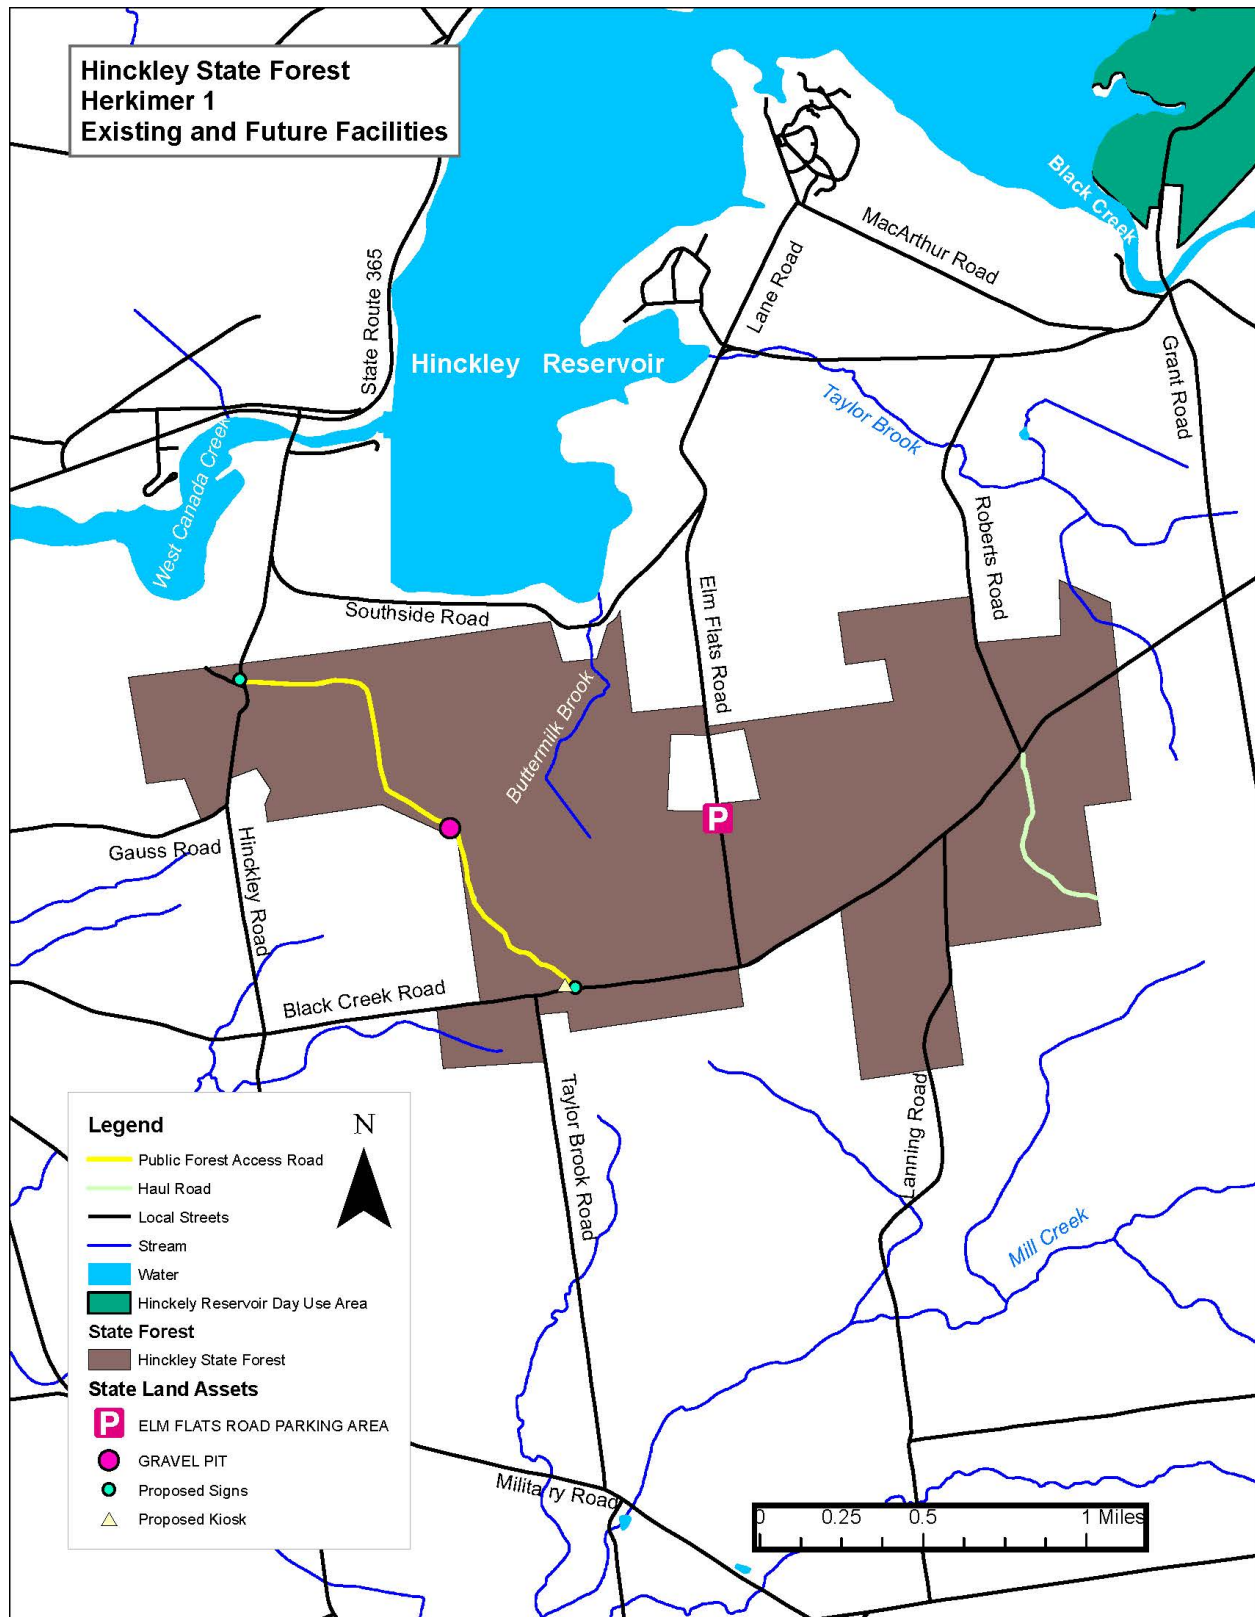 Hinckley State Forest
Herkimer 1
Existing and Future Facilities
Black Creek
MacArthur Road
State Route 365
Lane Road
Hinckley Reservoir
Grant Road
Taylor Brook
West Canada Creek
Roberts Road
Elm Flats Road
Southside Road
Buttermilk Brook
P
Gauss Road
Hinckley Road
Black Creek Road
Taylor Brook Road
Lanning Road
Mill Creek
Military Road
Legend
N
Public Forest Access Road
Haul Road
Local Streets
Stream
Water
Hinckely Reservoir Day Use Area
State Forest
Hinckley State Forest
State Land Assets
P ELM FLATS ROAD PARKING AREA
GRAVEL PIT
Proposed Signs
Proposed Kiosk
0 0.25 0.5 1 Miles